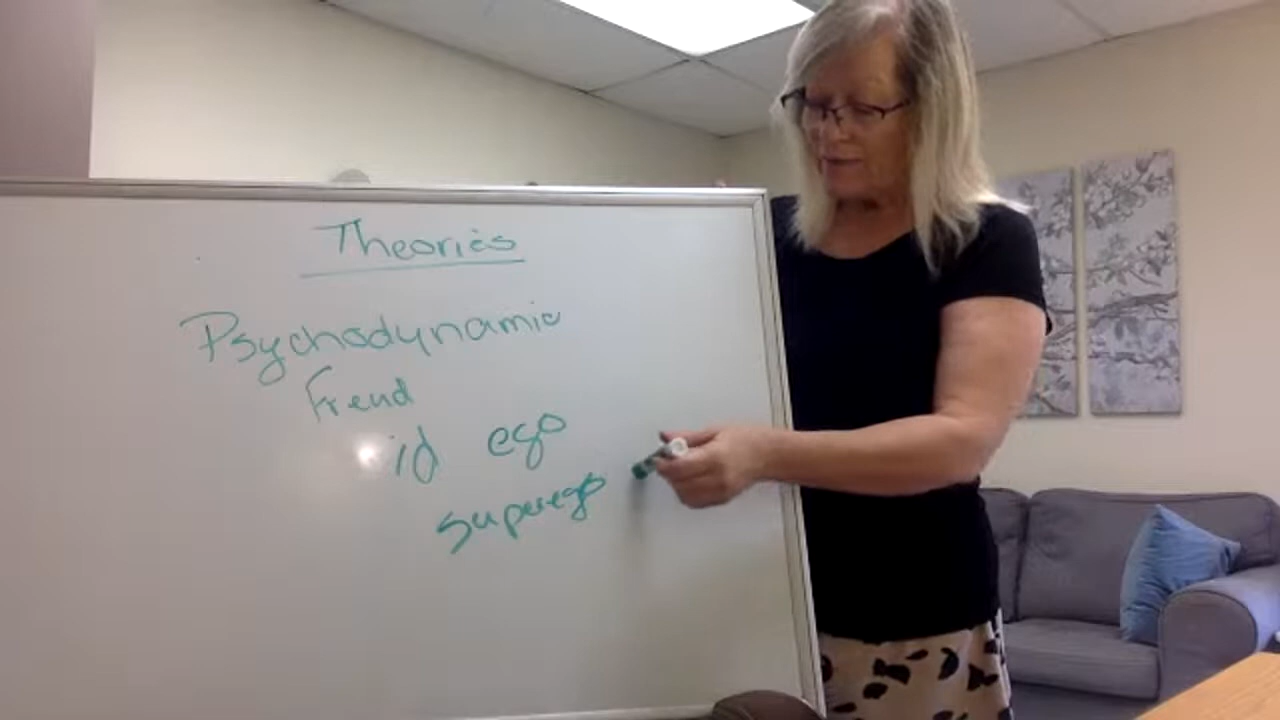 Theories
Psychodynamic
Freud
id ego
superego